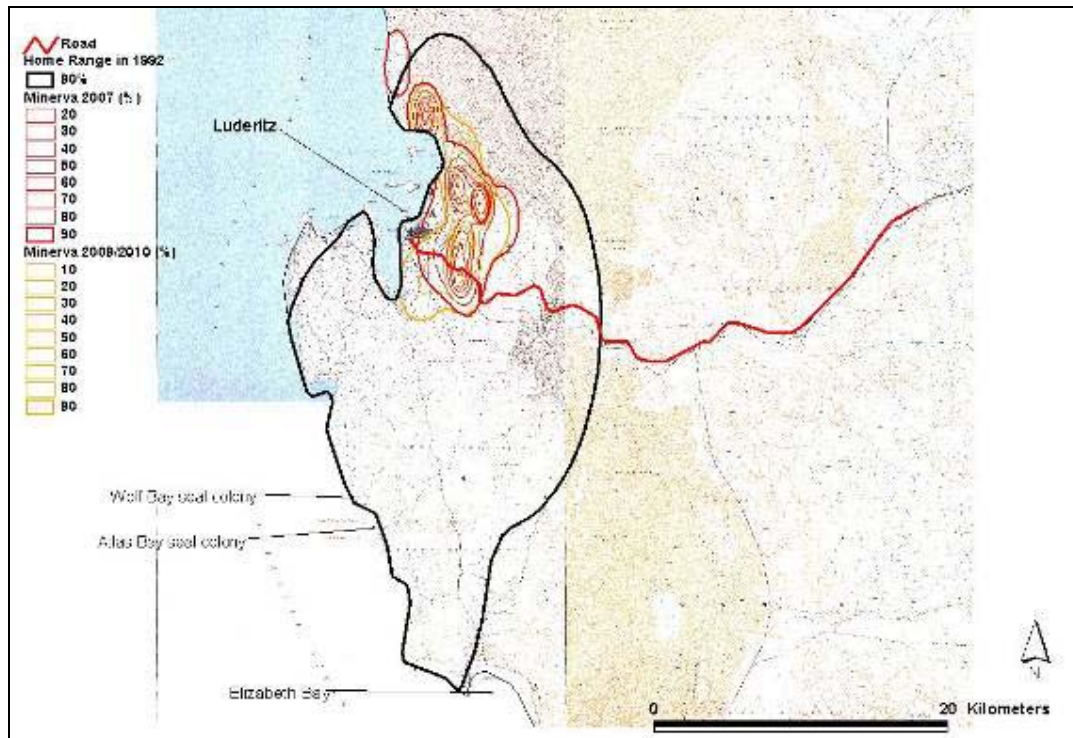 Road
Home Range in 1992
90%
Minerva 2007 (%)
20
30
40
50
60
70
80
90
Minerva 2009/2010 (%)
10
20
30
40
50
60
70
80
90
Luderitz
Wolf Bay seal colony
Atlas Bay seal colony
Elizabeth Bay
N
0 20 Kilometers